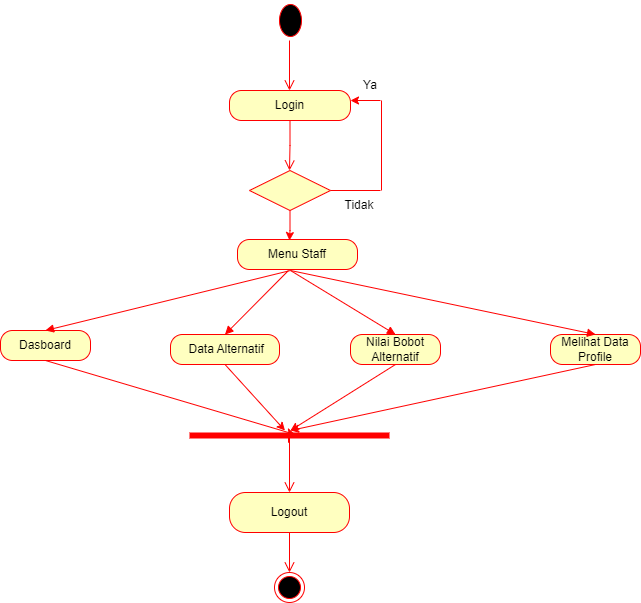 Ya
Login
Tidak
Menu Staff
Dasboard
Data Alternatif
Nilai Bobot
Alternatif
Melihat Data
Profile
Logout